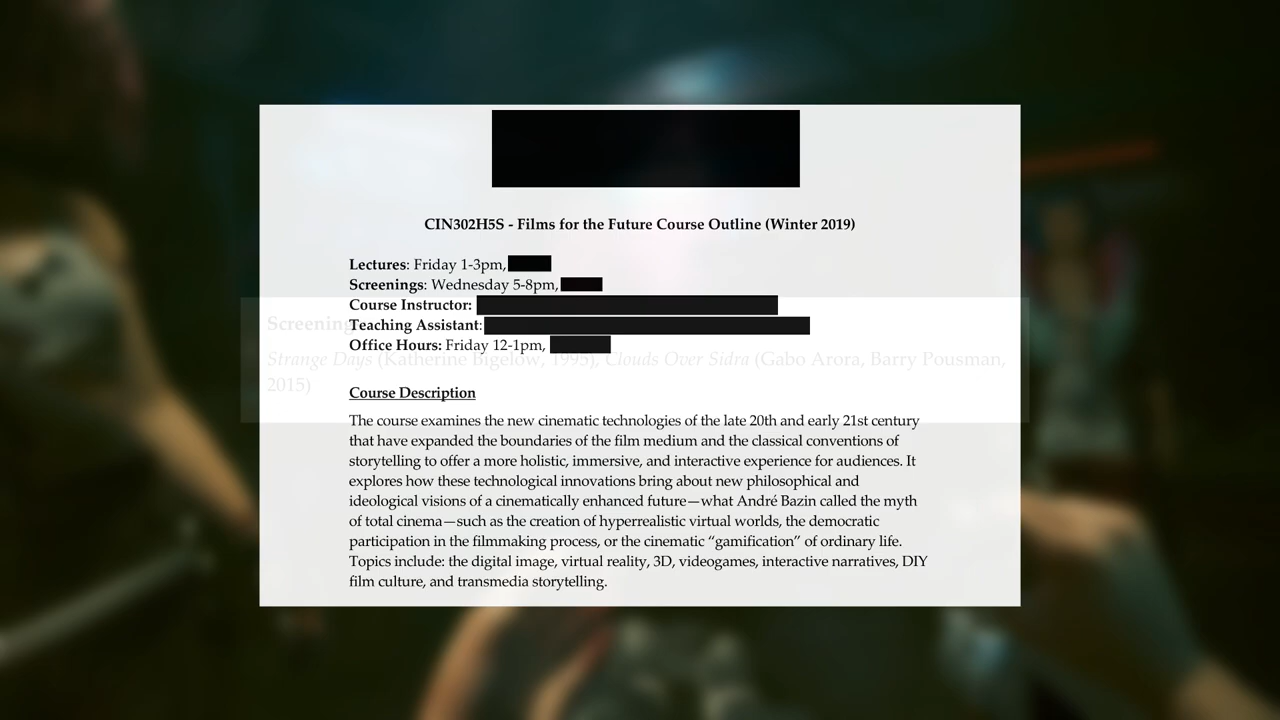 CIN302H5S - Films for the Future Course Outline (Winter 2019)
Lectures: Friday 1-3pm,
Screenings: Wednesday 5-8pm,
Course Instructor:
Teaching Assistant:
Office Hours: Friday 12-1pm,
Screening
Strange Days (Katherine Bigelow, 1995), Clouds Over Sidra (Gabo Arora, Barry Pousman,
2015)
Course Description
The course examines the new cinematic technologies of the late 20th and early 21st century
that have expanded the boundaries of the film medium and the classical conventions of
storytelling to offer a more holistic, immersive, and interactive experience for audiences. It
explores how these technological innovations bring about new philosophical and
ideological visions of a cinematically enhanced future—what André Bazin called the myth
of total cinema—such as the creation of hyperrealistic virtual worlds, the democratic
participation in the filmmaking process, or the cinematic “gamification” of ordinary life.
Topics include: the digital image, virtual reality, 3D, videogames, interactive narratives, DIY
film culture, and transmedia storytelling.